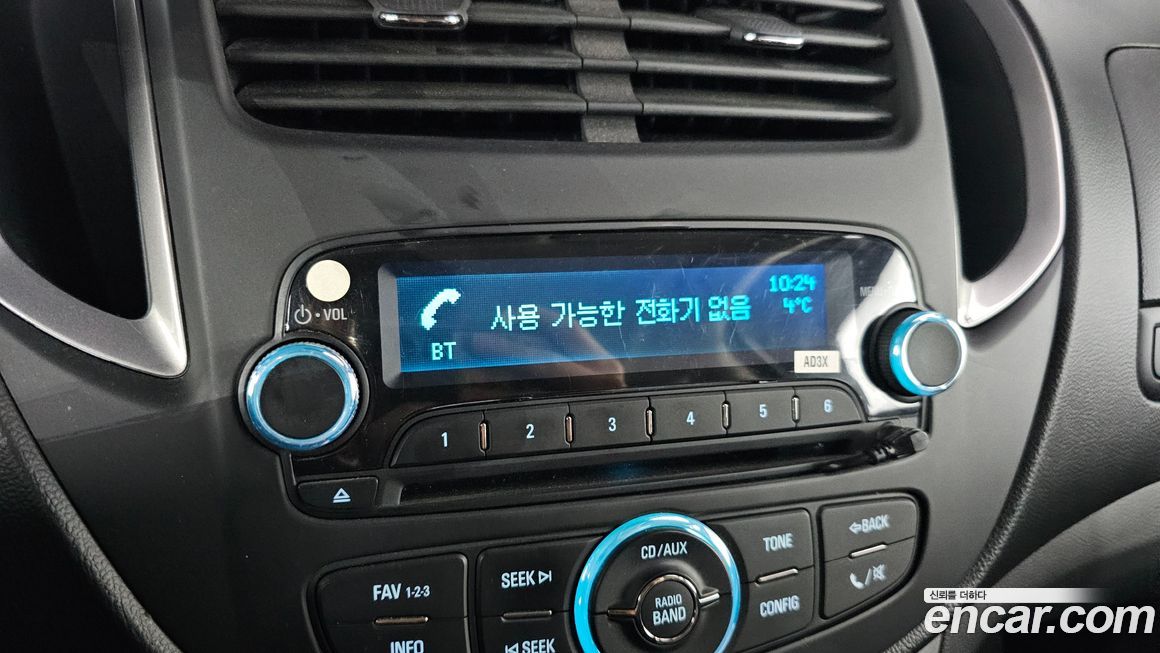 VOL
10:24
사용 가능한 전화기 없음
4°C
BT
AD3X
1 2 3 4 5 6
BACK
CD/AUX
TONE
SEEK
FAV 1-2-3
RADIO
BAND
CONFIG
INFO
SEEK
신뢰를 더하다
encar.com